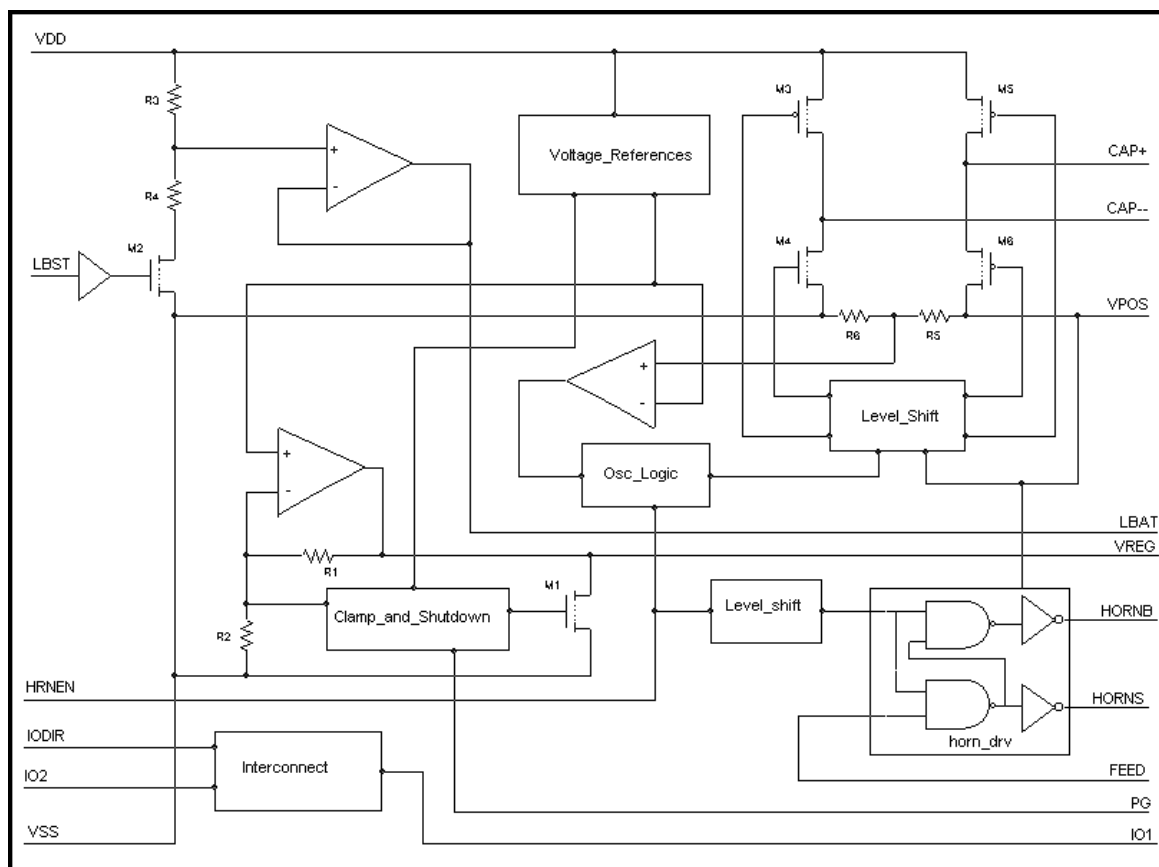 VDD
R3
M3
M5
+
-
Voltage_References
CAP+
R4
CAP--
M2
M4
M6
LBST
VPOS
R6
R5
+
-
Level_Shift
+
-
Osc_Logic
LBAT
VREG
R1
M1
Clamp_and_Shutdown
Level_shift
HORNB
R2
HRNEN
HORNS
IODIR
horn_drv
Interconnect
IO2
FEED
PG
VSS
IO1